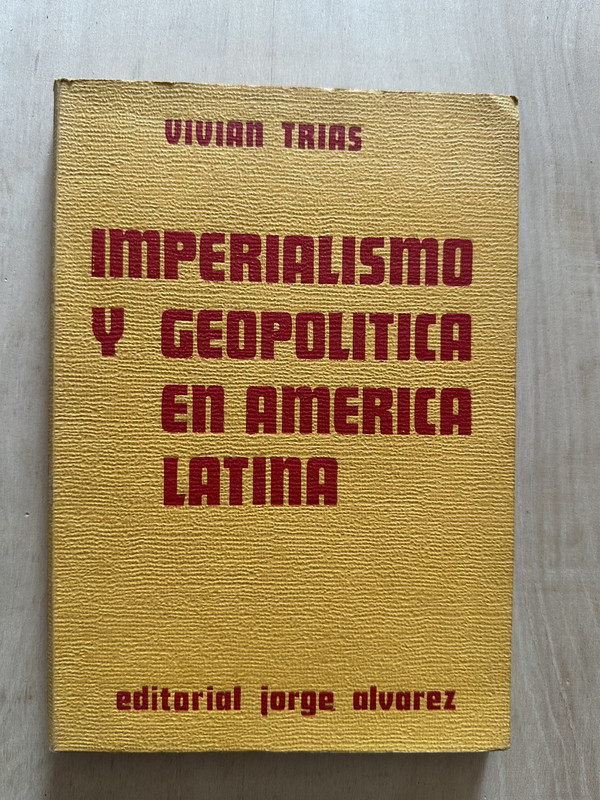 VIVIAN TRIAS
IMPERIALISMO
Y GEOPOLITICA
EN AMERICA
LATINA
editorial jorge alvarez